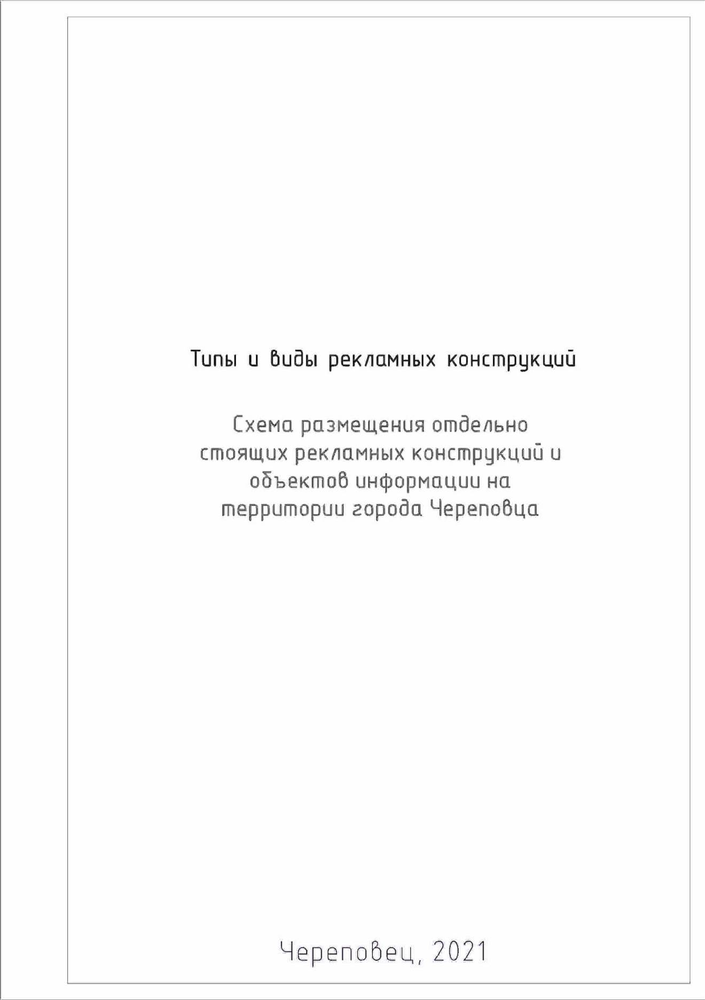 Типы и виды рекламных конструкций
Схема размещения отдельно
стоящих рекламных конструкций и
объектов информации на
территории города Череповца
Череповец, 2021